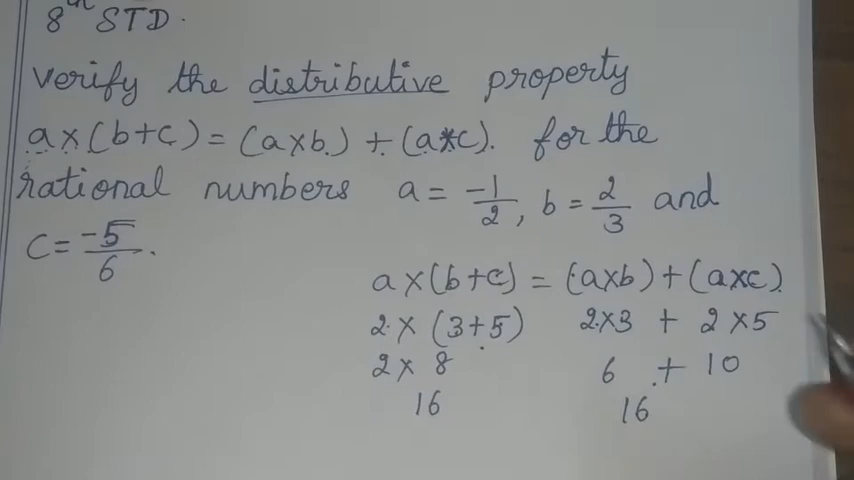 8th STD.
Verify the distributive property
a×(b+c) = (a×b) + (a×c). for the
rational numbers a = -1/2, b = 2/3 and
c = -5/6.
a×(b+c) = (a×b)+(a×c)
2×(3+5) 2×3 + 2×5
2×8 6 + 10
16 16